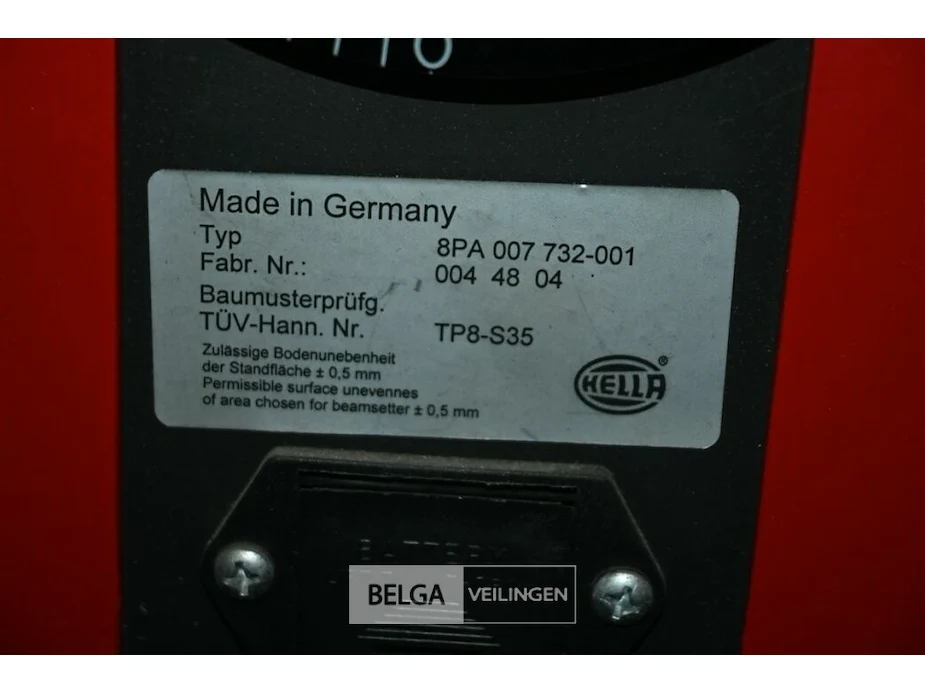 Made in Germany
Typ 8PA 007 732-001
Fabr. Nr.: 004 48 04
Baumusterprüfg.
TÜV-Hann. Nr. TP8-S35
Zulässige Bodenunebenheit
der Standfläche ± 0,5 mm
Permissible surface unevennes
of area chosen for beamsetter ± 0,5 mm
HELLA®
BATTERY
BELGA VEILINGEN